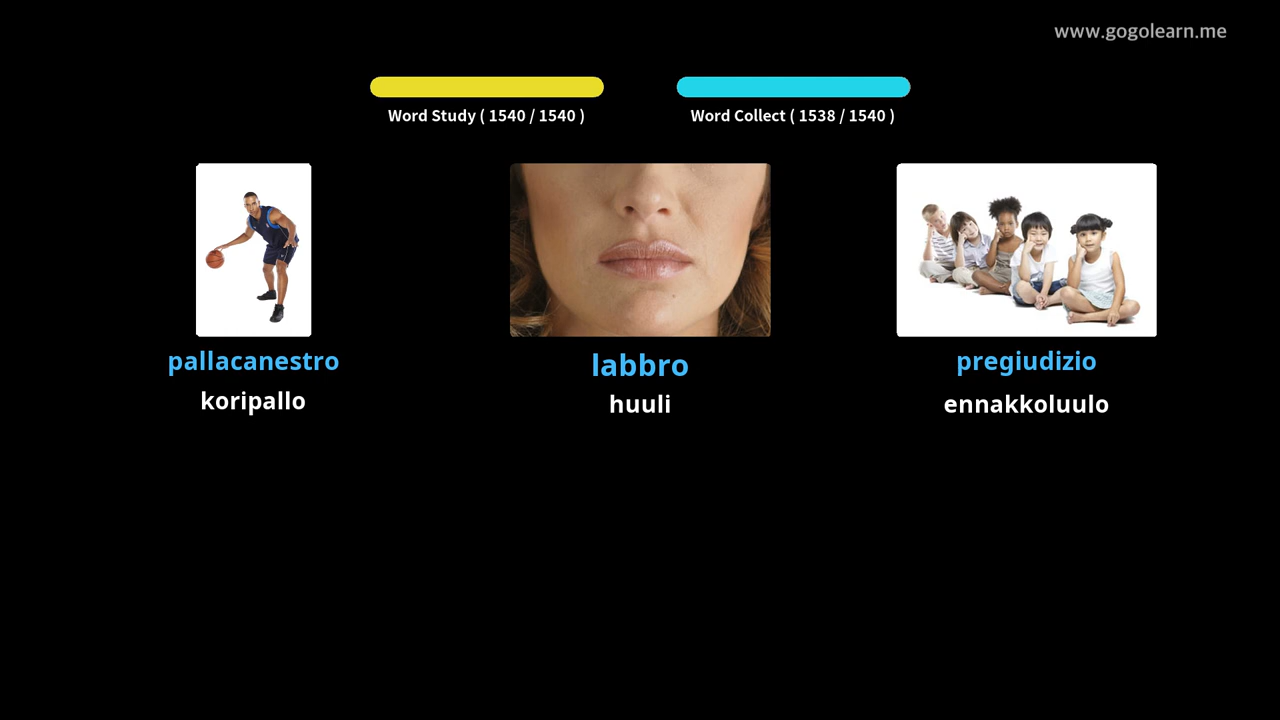 www.gogolearn.me
Word Study ( 1540 / 1540 )
Word Collect ( 1538 / 1540 )
pallacanestro
koripallo
labbro
huuli
pregiudizio
ennakkoluulo